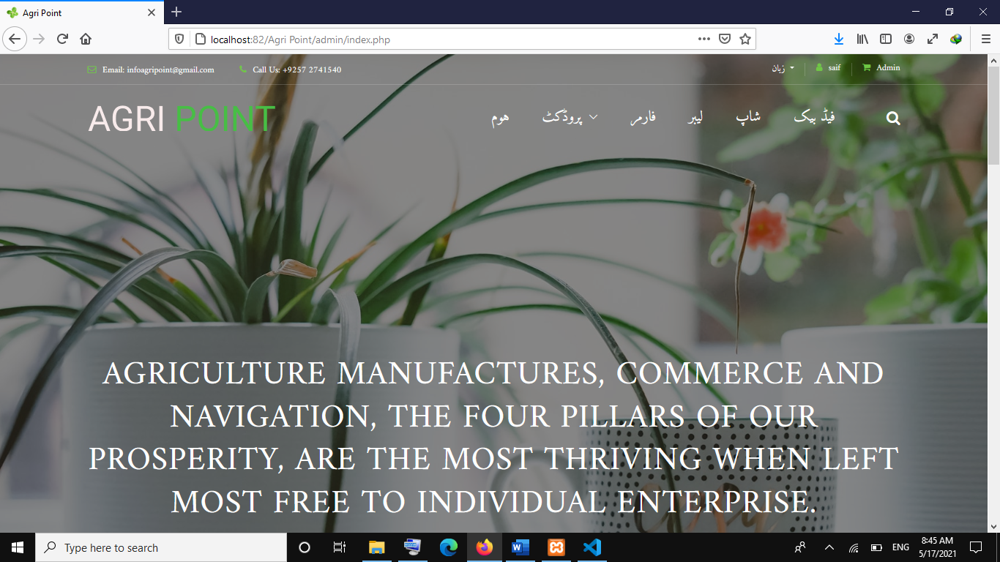 Agri Point
localhost:82/Agri Point/admin/index.php
Email: infoagripoint@gmail.com
Call Us: +9257 2741540
زبان
saif
Admin
AGRI POINT
ہوم
پروڈکٹ
فارمر
لیبر
شاپ
فیڈ بیک
AGRICULTURE MANUFACTURES, COMMERCE AND
NAVIGATION, THE FOUR PILLARS OF OUR
PROSPERITY, ARE THE MOST THRIVING WHEN LEFT
MOST FREE TO INDIVIDUAL ENTERPRISE.
Type here to search
ENG
8:45 AM
5/17/2021